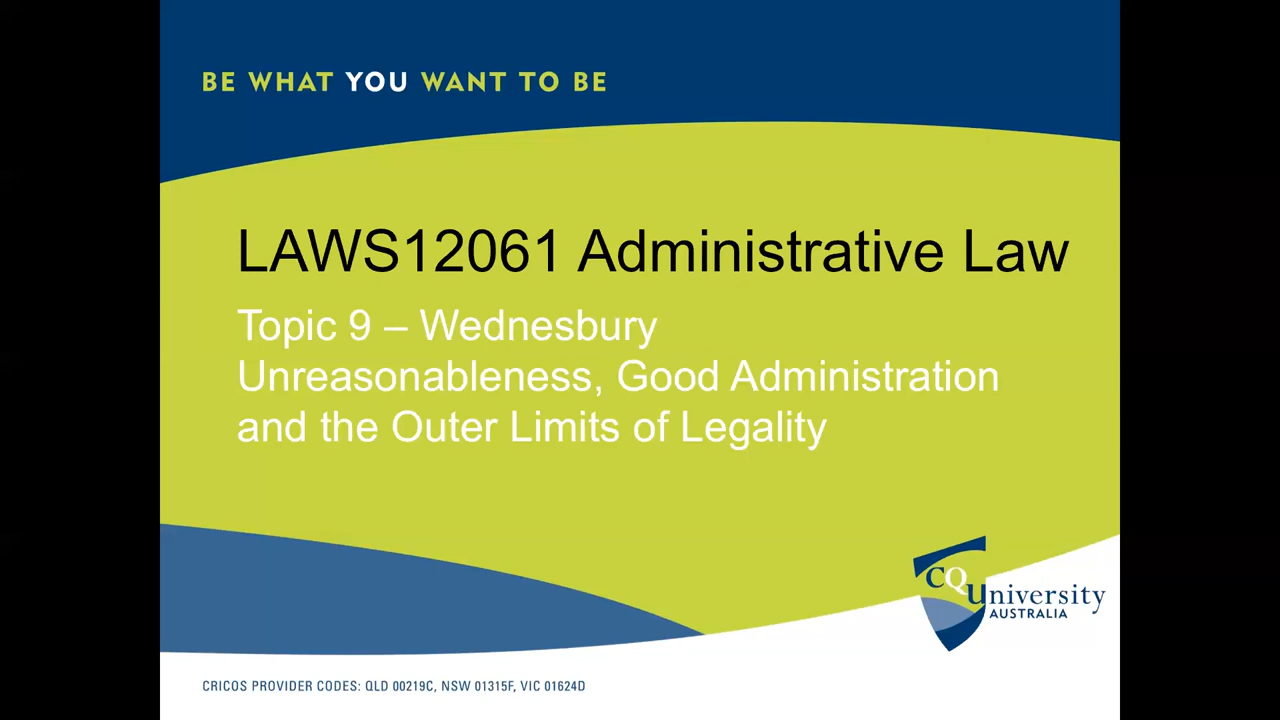 BE WHAT YOU WANT TO BE
LAWS12061 Administrative Law
Topic 9 – Wednesbury
Unreasonableness, Good Administration
and the Outer Limits of Legality
CQUniversity
AUSTRALIA
CRICOS PROVIDER CODES: QLD 00219C, NSW 01315F, VIC 01624D